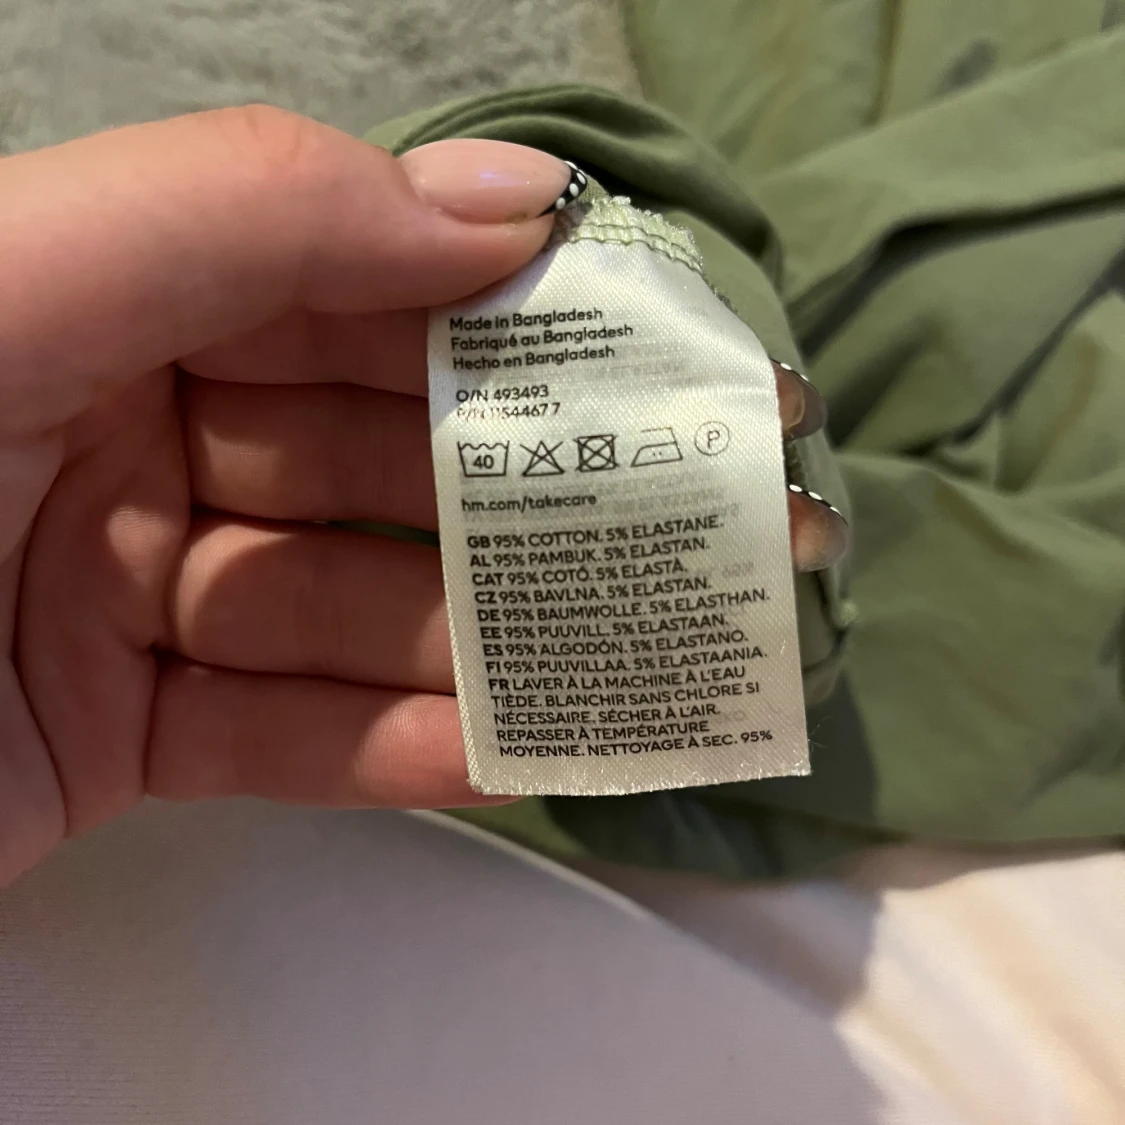 Made in Bangladesh
Fabriqué au Bangladesh
Hecho en Bangladesh
O/N 493493
40
P
hm.com/takecare
GB 95% COTTON. 5% ELASTANE.
AL 95% PAMBUK. 5% ELASTAN.
CAT 95% COTÓ. 5% ELASTÀ.
CZ 95% BAVLNA. 5% ELASTAN.
DE 95% BAUMWOLLE. 5% ELASTHAN.
EE 95% PUUVILL. 5% ELASTAAN.
ES 95% ALGODÓN. 5% ELASTANO.
FI 95% PUUVILLAA. 5% ELASTAANIA.
FR LAVER À LA MACHINE À L'EAU
TIÈDE. BLANCHIR SANS CHLORE SI
NÉCESSAIRE. SÉCHER À L'AIR.
REPASSER À TEMPÉRATURE
MOYENNE. NETTOYAGE À SEC. 95%